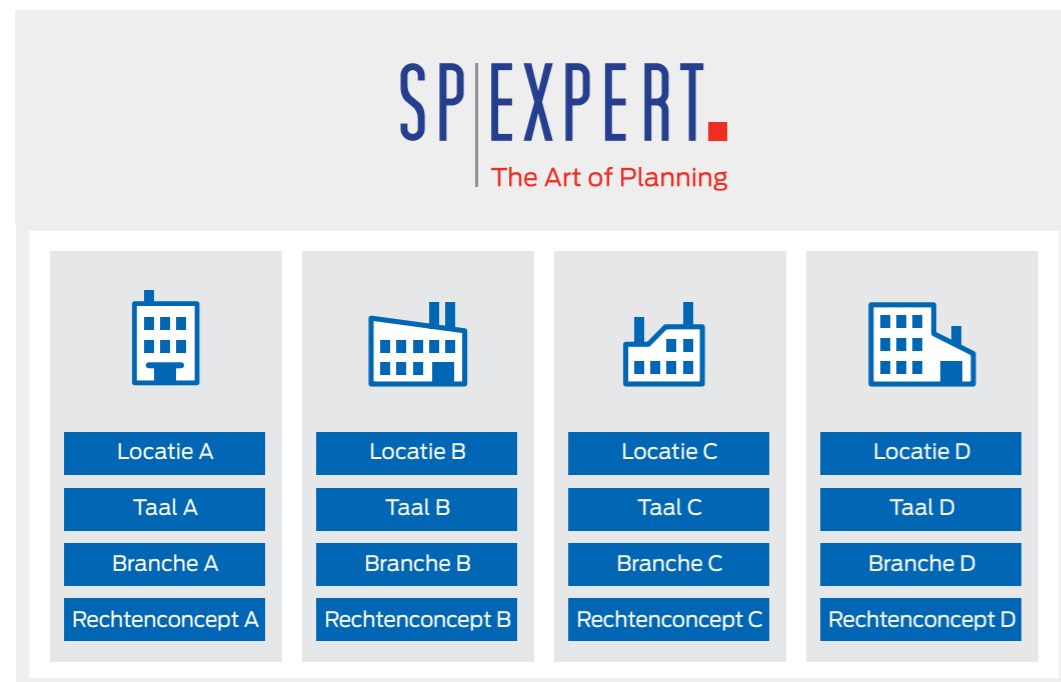 SP|EXPERT.
The Art of Planning
Locatie A
Taal A
Branche A
Rechtenconcept A
Locatie B
Taal B
Branche B
Rechtenconcept B
Locatie C
Taal C
Branche C
Rechtenconcept C
Locatie D
Taal D
Branche D
Rechtenconcept D